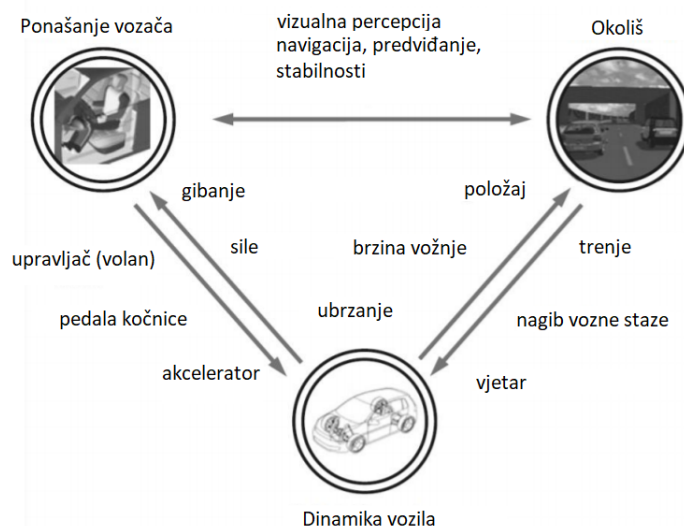 Ponašanje vozača
vizualna percepcija
navigacija, predviđanje,
stabilnosti
Okoliš
gibanje
položaj
upravljač (volan)
sile
brzina vožnje
trenje
pedala kočnice
ubrzanje
nagib vozne staze
akcelerator
vjetar
Dinamika vozila